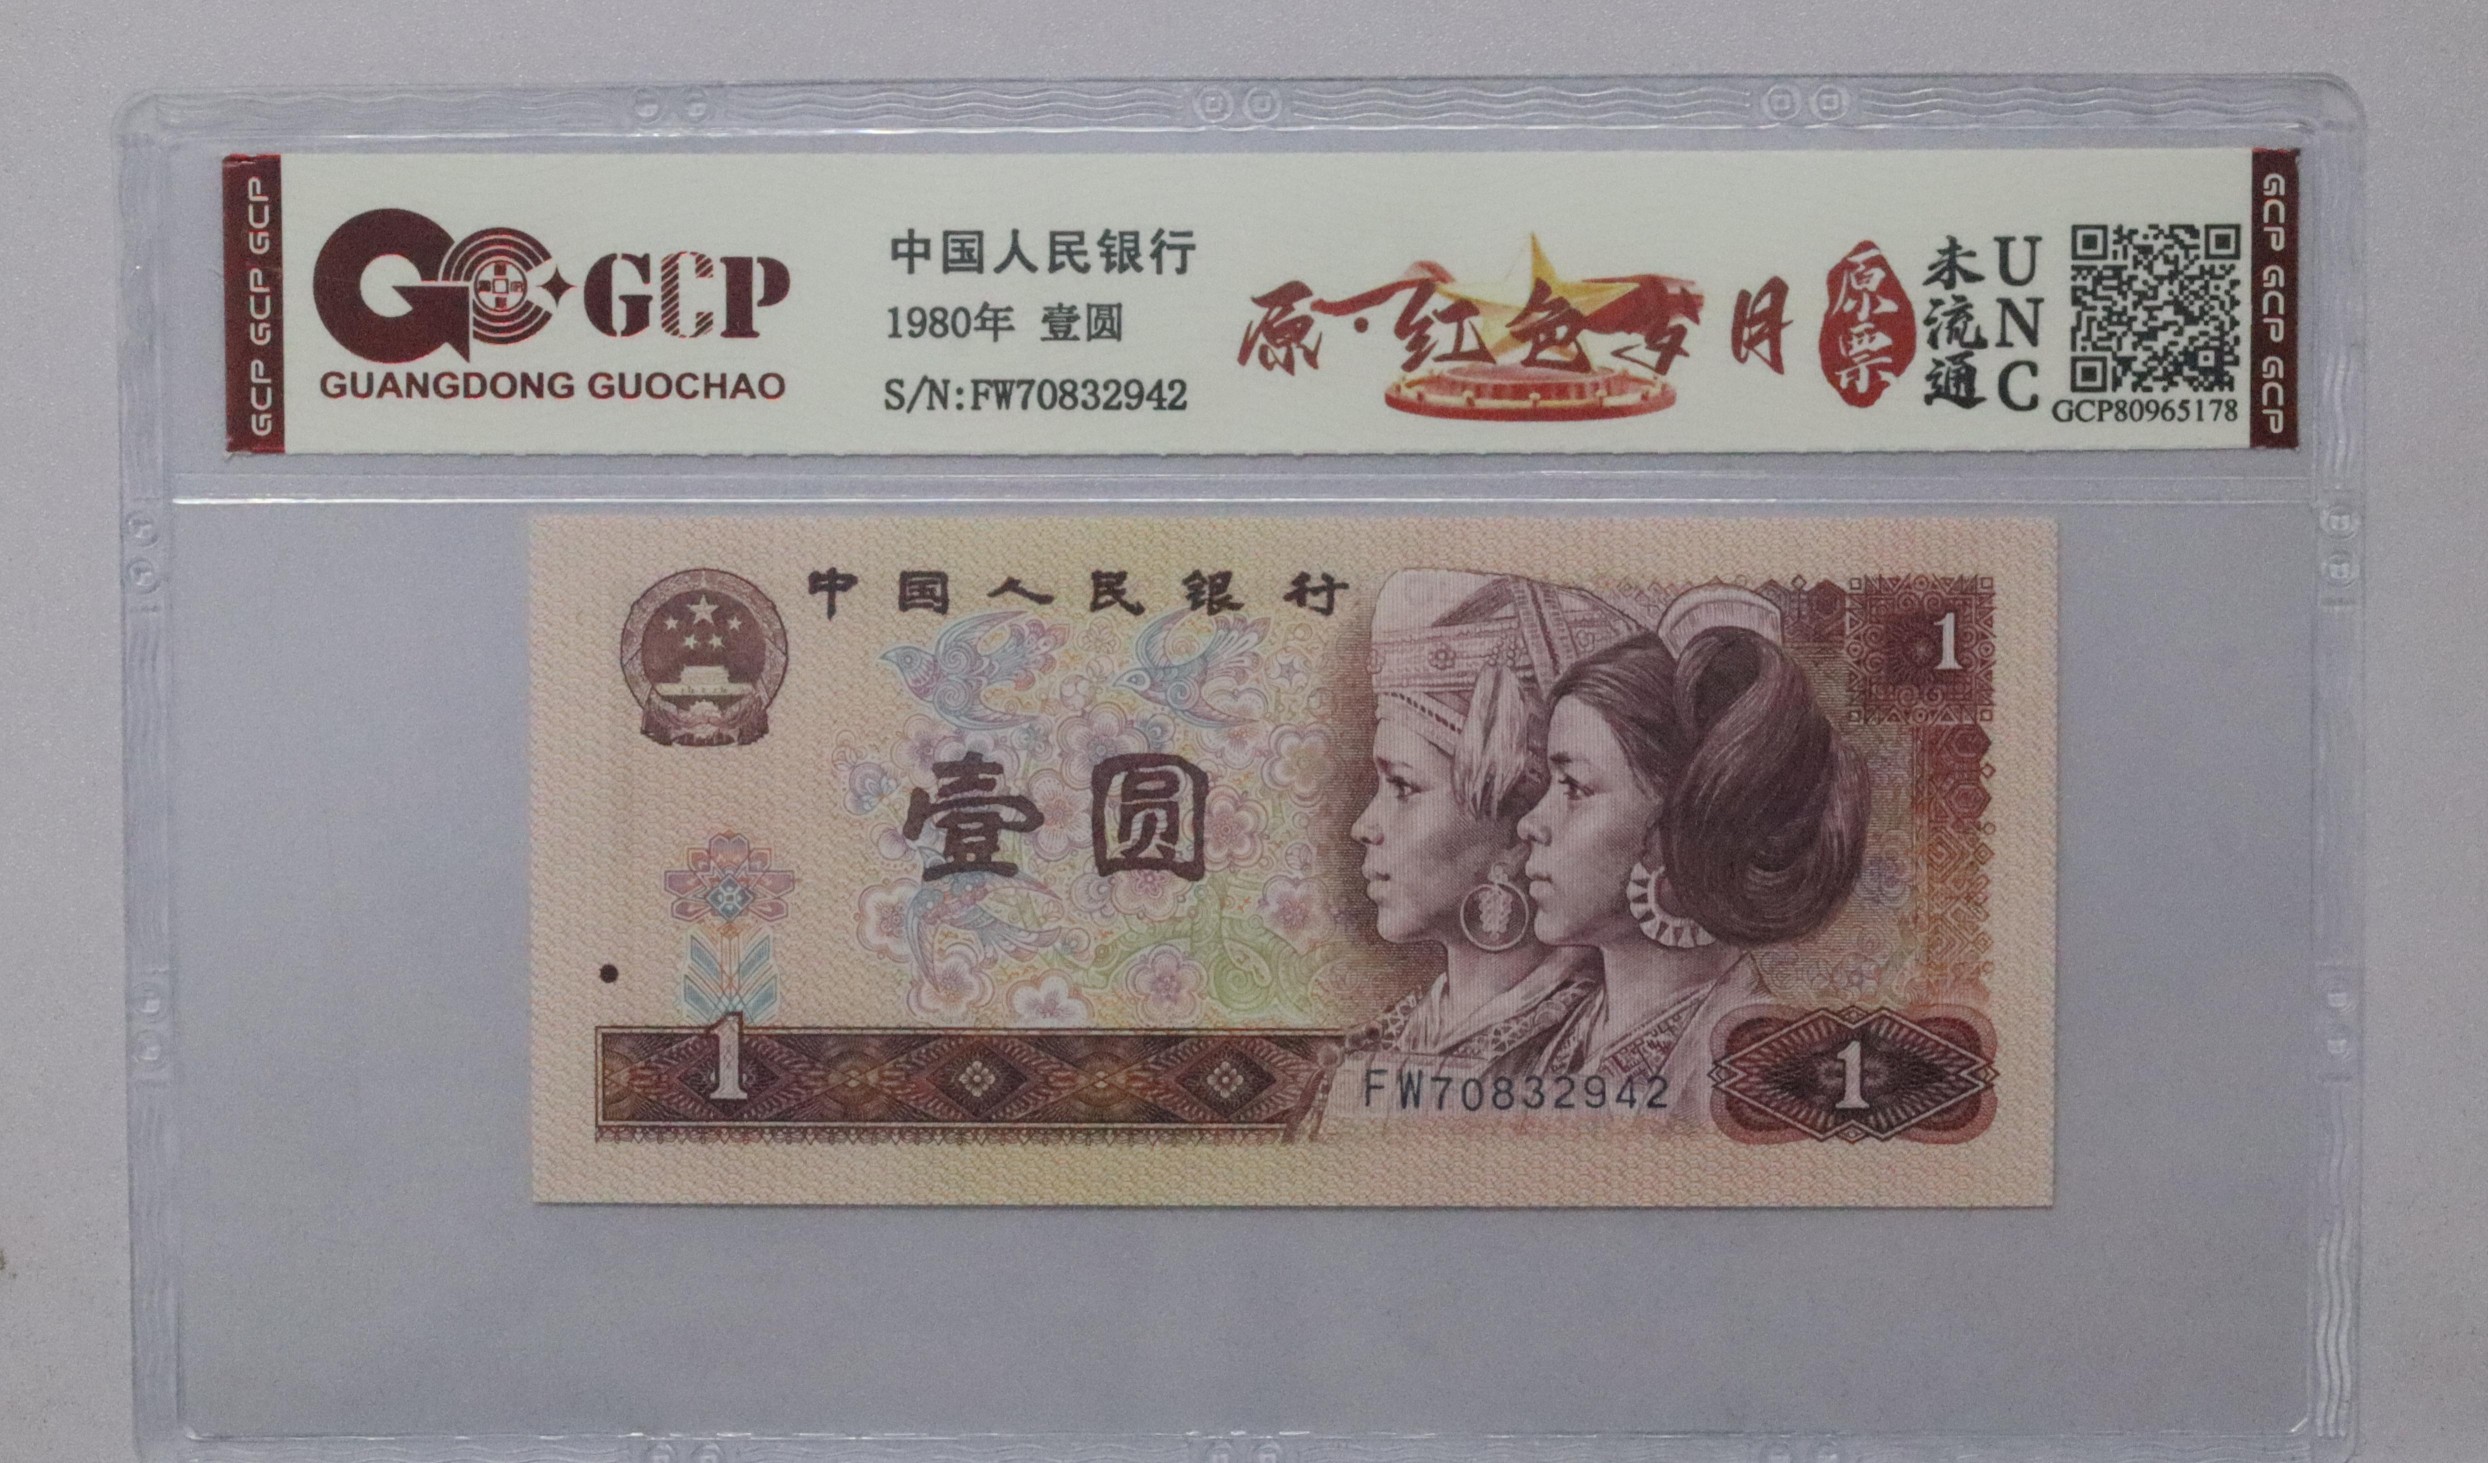 GCP GCP GCP
GCP
GUANGDONG GUOCHAO
中国人民银行
1980年 壹圆
S/N:FW70832942
原·红色岁月
原票
未流通
UNC
GCP80965178
GCP GCP GCP
中国人民银行
1
壹圆
1
FW70832942
1